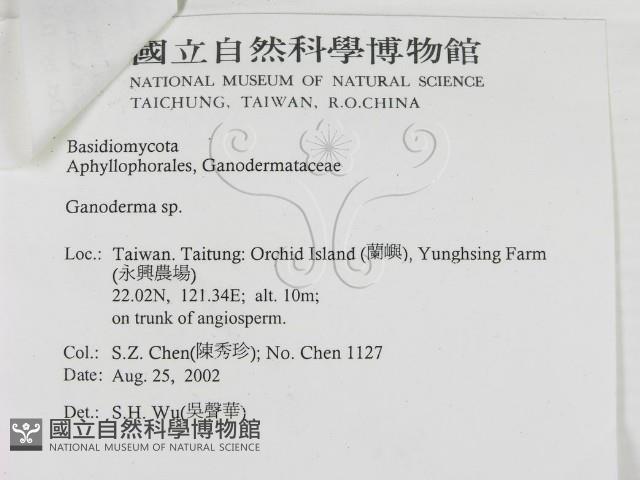 國立自然科學博物館
NATIONAL MUSEUM OF NATURAL SCIENCE
TAICHUNG, TAIWAN, R.O.CHINA
Basidiomycota
Aphyllophorales, Ganodermataceae
Ganoderma sp.
Loc.: Taiwan. Taitung: Orchid Island (蘭嶼), Yunghsing Farm
(永興農場)
22.02N, 121.34E; alt. 10m;
on trunk of angiosperm.
Col.: S.Z. Chen(陳秀珍); No. Chen 1127
Date: Aug. 25, 2002
Det.: S.H. Wu(吳聲華)
國立自然科學博物館
NATIONAL MUSEUM OF NATURAL SCIENCE